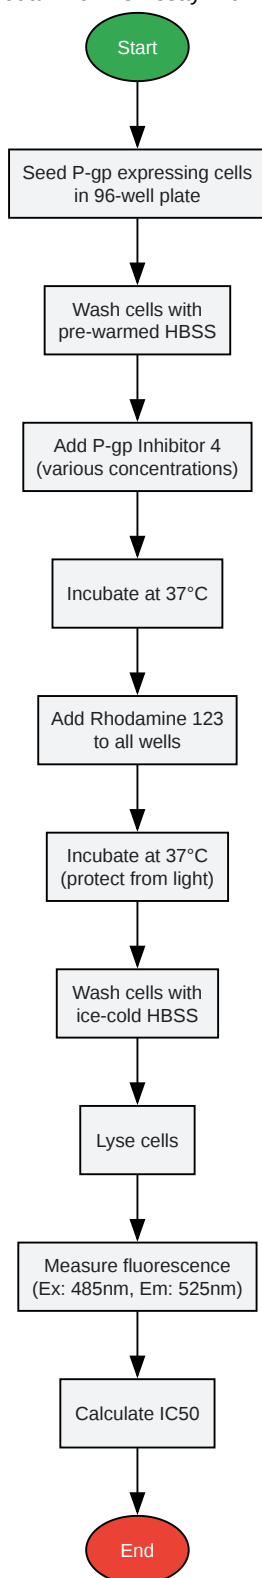 Start
Seed P-gp expressing cells
in 96-well plate
Wash cells with
pre-warmed HBSS
Add P-gp Inhibitor 4
(various concentrations)
Incubate at 37°C
Add Rhodamine 123
to all wells
Incubate at 37°C
(protect from light)
Wash cells with
ice-cold HBSS
Lyse cells
Measure fluorescence
(Ex: 485nm, Em: 525nm)
Calculate IC50
End